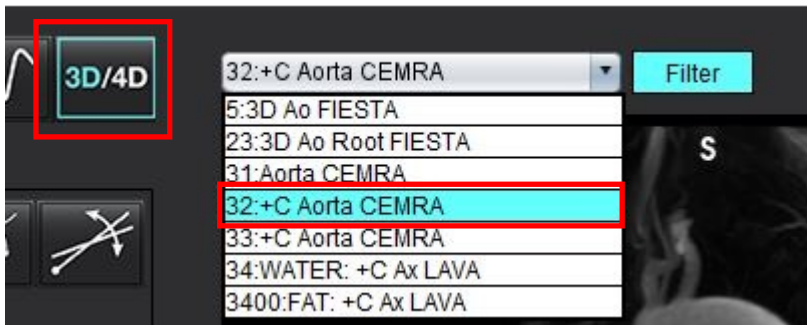 3D/4D
32:+C Aorta CEMRA
Filter
5:3D Ao FIESTA
23:3D Ao Root FIESTA
31:Aorta CEMRA
32:+C Aorta CEMRA
33:+C Aorta CEMRA
34:WATER: +C Ax LAVA
3400:FAT: +C Ax LAVA
S